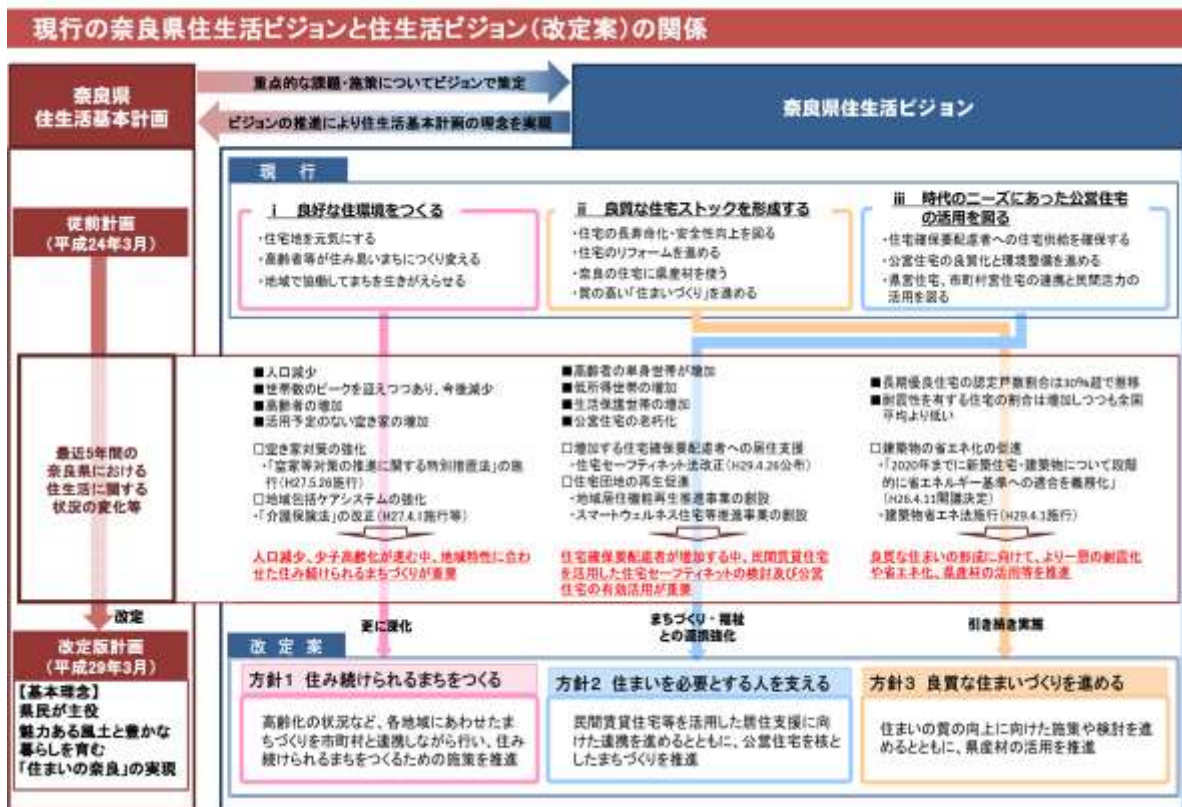 現行の奈良県住生活ビジョンと住生活ビジョン(改定案)の関係
奈良県
住生活基本計画
重点的な課題・施策についてビジョンで策定
ビジョンの推進により住生活基本計画の理念を実現
奈良県住生活ビジョン
現 行
従前計画
(平成24年3月)
ⅰ 良好な住環境をつくる
・住宅地を元気にする
・高齢者等が住み易いまちにつくり変える
・地域で協働してまちを生きがえらせる
ⅱ 良質な住宅ストックを形成する
・住宅の長寿命化・安全性向上を図る
・住宅のリフォームを進める
・奈良の住宅に県産材を使う
・質の高い「住まいづくり」を進める
ⅲ 時代のニーズにあった公営住宅
の活用を図る
・住宅確保要配慮者への住宅供給を確保する
・公営住宅の良質化と環境整備を進める
・県営住宅、市町村営住宅の連携と民間活力の
活用を図る
最近5年間の
奈良県における
住生活に関する
状況の変化等
■人口減少
■世帯数のピークを迎えつつあり、今後減少
■高齢者の増加
■活用予定のない空き家の増加
□空き家対策の強化
・「空家等対策の推進に関する特別措置法」の施
行(H27.5.26施行)
□地域包括ケアシステムの強化
・「介護保険法」の改正(H27.4.1施行等)
人口減少、少子高齢化が進む中、地域特性に合わ
せた住み続けられるまちづくりが重要
■高齢者の単身世帯が増加
■低所得世帯の増加
■生活保護世帯の増加
■公営住宅の老朽化
□増加する住宅確保要配慮者への居住支援
・住宅セーフティネット法改正(H29.4.26公布)
□住宅団地の再生促進
・地域居住機能再生推進事業の創設
・スマートウェルネス住宅等推進事業の創設
住宅確保要配慮者が増加する中、民間賃貸住宅
を活用した住宅セーフティネットの検討及び公営
住宅の有効活用が重要
■長期優良住宅の認定戸数割合は30%超で推移
■耐震性を有する住宅の割合は増加しつつも全国
平均より低い
□建築物の省エネ化の促進
・「2020年までに新築住宅・建築物について段階
的に省エネルギー基準への適合を義務化」
(H26.4.11閣議決定)
・建築物省エネ法施行(H29.4.1施行)
良質な住まいの形成に向けて、より一層の耐震化
や省エネ化、県産材の活用等を推進
改定
更に深化
まちづくり・福祉
との連携強化
引き続き実施
改定版計画
(平成29年3月)
【基本理念】
県民が主役
魅力ある風土と豊かな
暮らしを育む
「住まいの奈良」の実現
改 定 案
方針1 住み続けられるまちをつくる
高齢化の状況など、各地域にあわせたま
ちづくりを市町村と連携しながら行い、住み
続けられるまちをつくるための施策を推進
方針2 住まいを必要とする人を支える
民間賃貸住宅等を活用した居住支援に向
けた連携を進めるとともに、公営住宅を核と
したまちづくりを推進
方針3 良質な住まいづくりを進める
住まいの質の向上に向けた施策や検討を進
めるとともに、県産材の活用を推進